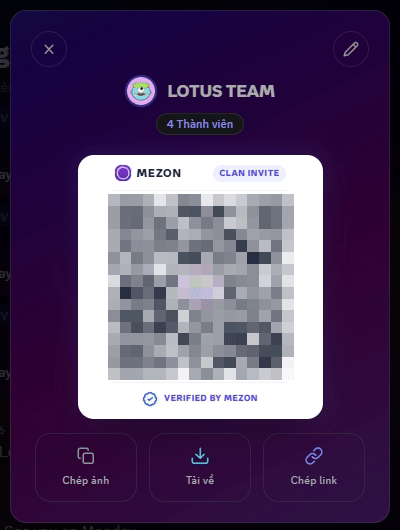 LOTUS TEAM
4 Thành viên
MEZON
CLAN INVITE
VERIFIED BY MEZON
Chép ảnh
Tải về
Chép link